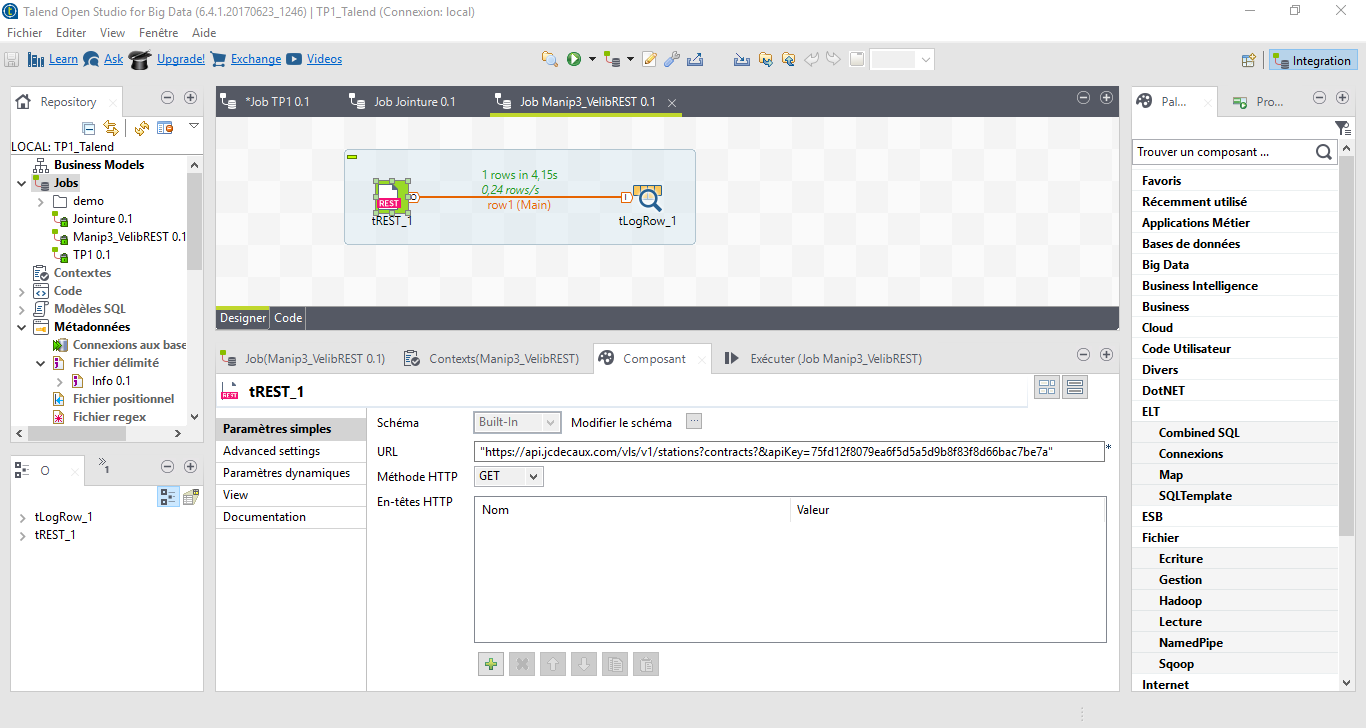 Talend Open Studio for Big Data (6.4.1.20170623_1246) | TP1_Talend (Connexion: local)
Fichier Editer View Fenêtre Aide
Learn Ask Upgrade! Exchange Videos Integration
Repository
LOCAL: TP1_Talend
Business Models
Jobs
demo
Jointure 0.1
Manip3_VelibREST 0.1
TP1 0.1
Contextes
Code
Modèles SQL
Métadonnées
Connexions aux base
Fichier délimité
Info 0.1
Fichier positionnel
Fichier regex
O
1
tLogRow_1
tREST_1
*Job TP1 0.1 Job Jointure 0.1 Job Manip3_VelibREST 0.1
1 rows in 4,15s
0,24 rows/s
row1 (Main)
REST
tREST_1 tLogRow_1
Designer Code
Job(Manip3_VelibREST 0.1) Contexts(Manip3_VelibREST) Composant Exécuter (Job Manip3_VelibREST)
REST tREST_1
Paramètres simples
Advanced settings
Paramètres dynamiques
View
Documentation
Schéma Built-In Modifier le schéma ...
URL "https://api.jcdecaux.com/vls/v1/stations?contracts?&apiKey=75fd12f8079ea6f5d5a5d9b8f83f8d66bac7be7a" *
Méthode HTTP GET
En-têtes HTTP
Nom Valeur
Pal... Pro...
Trouver un composant ...
Favoris
Récemment utilisé
Applications Métier
Bases de données
Big Data
Business Intelligence
Business
Cloud
Code Utilisateur
Divers
DotNET
ELT
Combined SQL
Connexions
Map
SQLTemplate
ESB
Fichier
Ecriture
Gestion
Hadoop
Lecture
NamedPipe
Sqoop
Internet